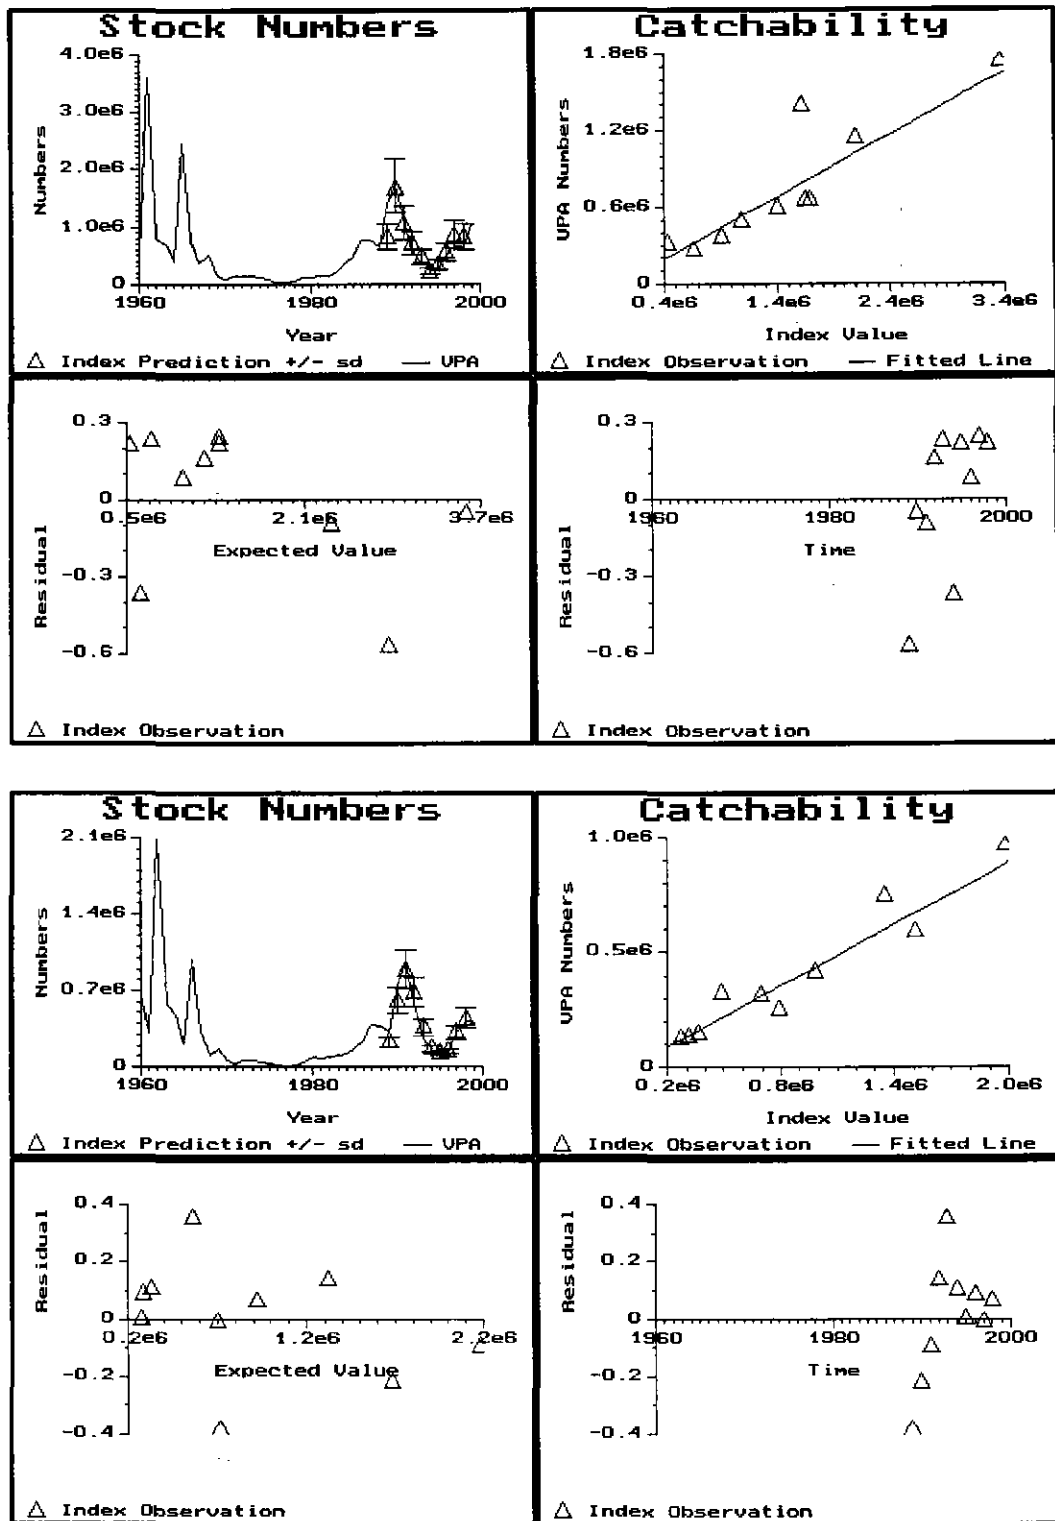 Stock Numbers
4.0e6
3.0e6
2.0e6
1.0e6
0
Numbers
1960 1980 2000
Year
△ Index Prediction +/- sd — VPA
Catchability
1.8e6
1.2e6
0.6e6
0
VPA Numbers
0.4e6 1.4e6 2.4e6 3.4e6
Index Value
△ Index Observation — Fitted Line
0.3
0
-0.3
-0.6
Residual
0.5e6 2.1e6 3.7e6
Expected Value
△ Index Observation
0.3
0
-0.3
-0.6
Residual
1960 1980 2000
Time
△ Index Observation
Stock Numbers
2.1e6
1.4e6
0.7e6
0
Numbers
1960 1980 2000
Year
△ Index Prediction +/- sd — VPA
Catchability
1.0e6
0.5e6
0
VPA Numbers
0.2e6 0.8e6 1.4e6 2.0e6
Index Value
△ Index Observation — Fitted Line
0.4
0.2
0
-0.2
-0.4
Residual
0.2e6 1.2e6 2.2e6
Expected Value
△ Index Observation
0.4
0.2
0
-0.2
-0.4
Residual
1960 1980 2000
Time
△ Index Observation